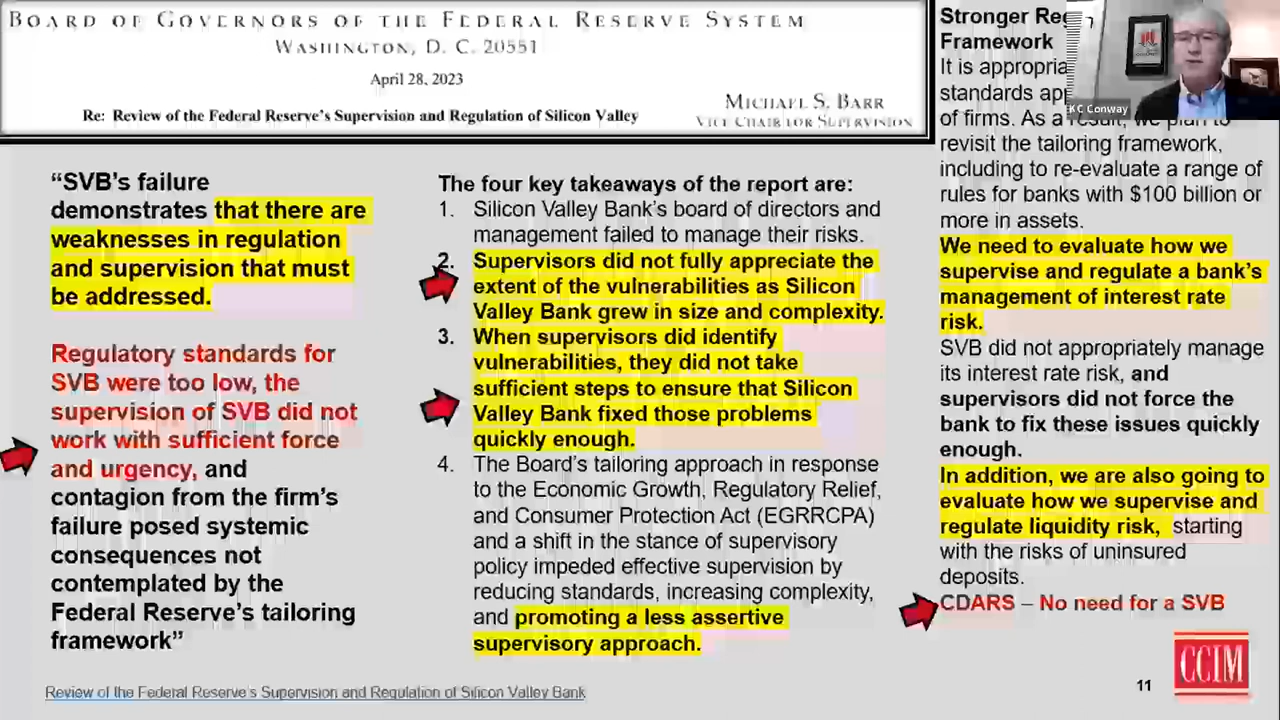 BOARD OF GOVERNORS OF THE FEDERAL RESERVE SYSTEM
WASHINGTON, D. C. 20551
April 28, 2023
Re: Review of the Federal Reserve's Supervision and Regulation of Silicon Valley
MICHAEL S. BARR
VICE CHAIR FOR SUPERVISION
“SVB's failure
demonstrates that there are
weaknesses in regulation
and supervision that must
be addressed.
Regulatory standards for
SVB were too low, the
supervision of SVB did not
work with sufficient force
and urgency, and
contagion from the firm's
failure posed systemic
consequences not
contemplated by the
Federal Reserve's tailoring
framework”
The four key takeaways of the report are:
1. Silicon Valley Bank's board of directors and
management failed to manage their risks.
2. Supervisors did not fully appreciate the
extent of the vulnerabilities as Silicon
Valley Bank grew in size and complexity.
3. When supervisors did identify
vulnerabilities, they did not take
sufficient steps to ensure that Silicon
Valley Bank fixed those problems
quickly enough.
4. The Board's tailoring approach in response
to the Economic Growth, Regulatory Relief,
and Consumer Protection Act (EGRRCPA)
and a shift in the stance of supervisory
policy impeded effective supervision by
reducing standards, increasing complexity,
and promoting a less assertive
supervisory approach.
Stronger
Framework
It is
standards
of firms. As a result, we plan to
revisit the tailoring framework,
including to re-evaluate a range of
rules for banks with $100 billion or
more in assets.
We need to evaluate how we
supervise and regulate a bank's
management of interest rate
risk.
SVB did not appropriately manage
its interest rate risk, and
supervisors did not force the
bank to fix these issues quickly
enough.
In addition, we are also going to
evaluate how we supervise and
regulate liquidity risk, starting
with the risks of uninsured
deposits.
CDARS – No need for a SVB
KC Conway
Review of the Federal Reserve's Supervision and Regulation of Silicon Valley Bank
11
CCIM